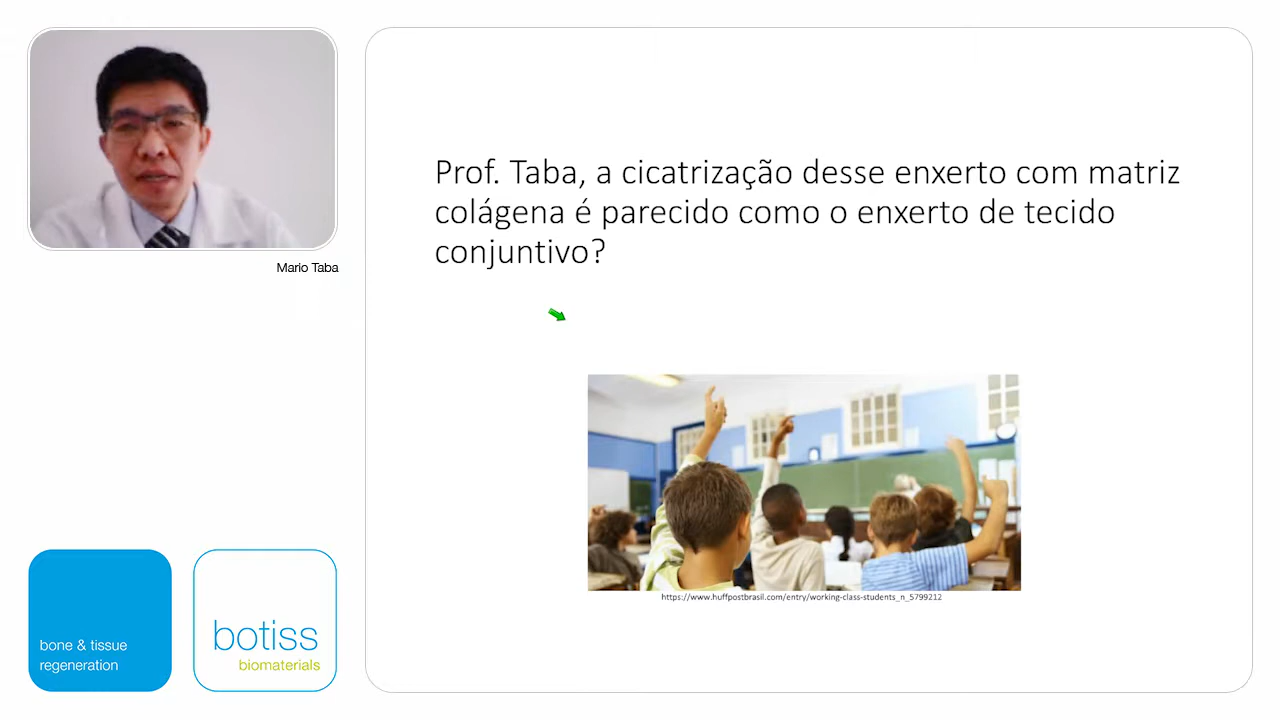 Mario Taba
Prof. Taba, a cicatrização desse enxerto com matriz
colágena é parecido como o enxerto de tecido
conjuntivo?
https://www.huffpostbrasil.com/entry/working-class-students_n_5799212
bone & tissue
regeneration
botiss
biomaterials